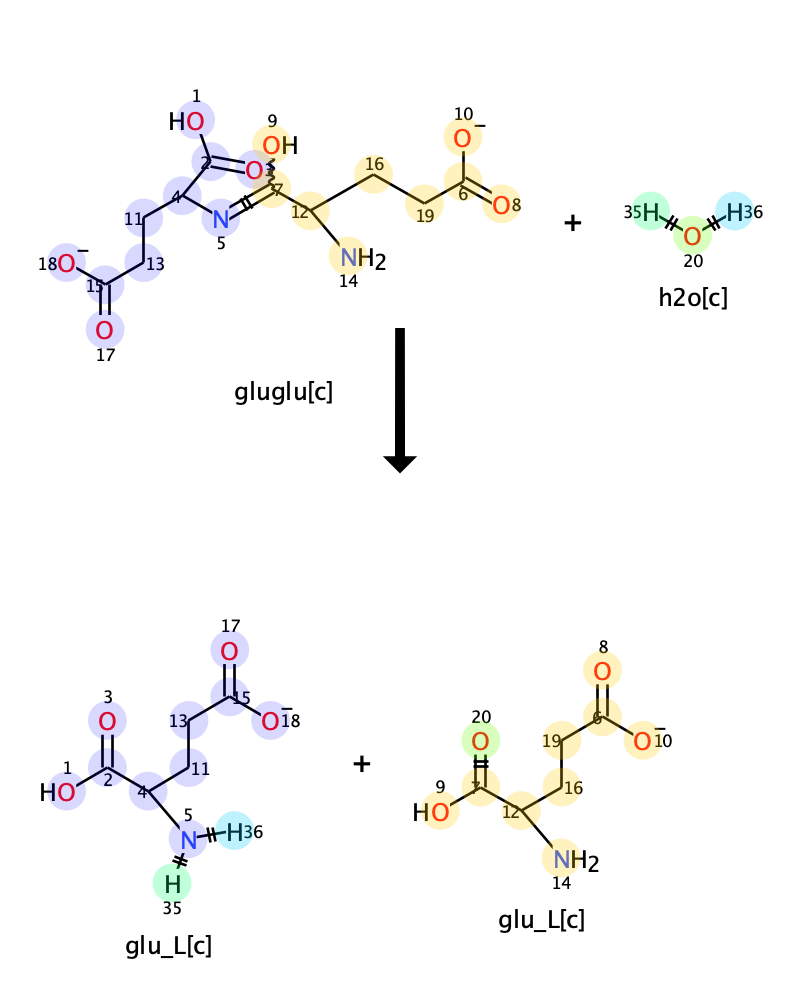 1
HO
9
OH
2
O
3
10
O−
16
4
7
12
6
O 8
11
N
5
19
+
35 H
H 36
O
20
18 O−
13
NH2
14
15
h2o[c]
O
17
gluglu[c]
17
O
8
O
3
O
15
20
O
6
13
O− 18
19
O− 10
1
HO
2
11
+
9
HO
7
16
4
5
N
H 36
12
H
35
NH2
14
glu_L[c]
glu_L[c]